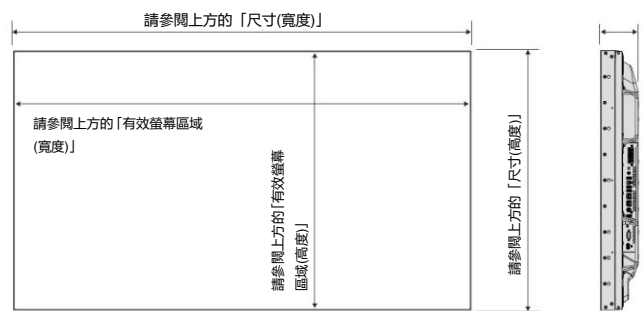 請參閱上方的「尺寸(寬度)」
請參閱上方的「有效螢幕區域
(寬度)」
請參閱上方的「有效螢幕
區域(高度)」
請參閱上方的「尺寸(高度)」